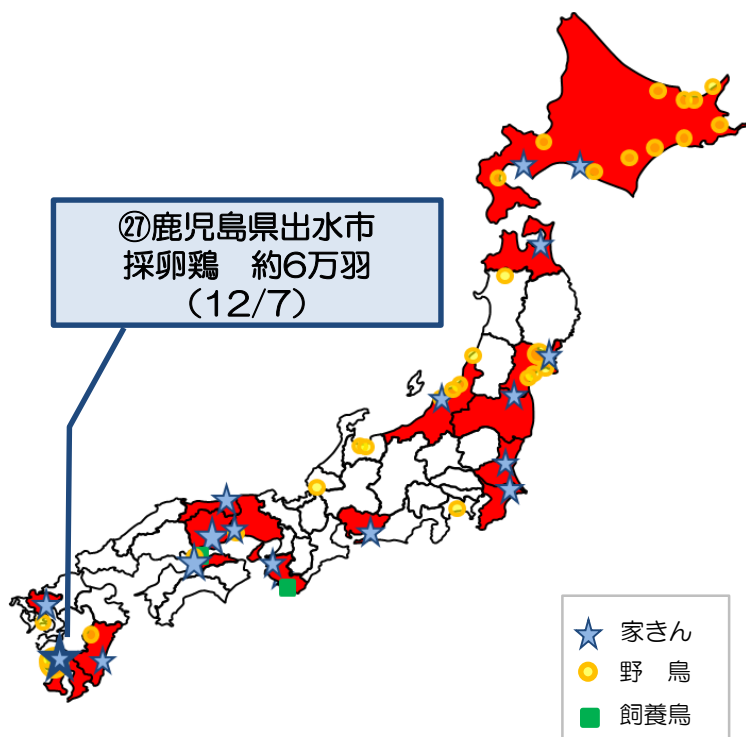 ㉗鹿児島県出水市
採卵鶏　約6万羽
（12/7）
家きん
野　鳥
飼養鳥